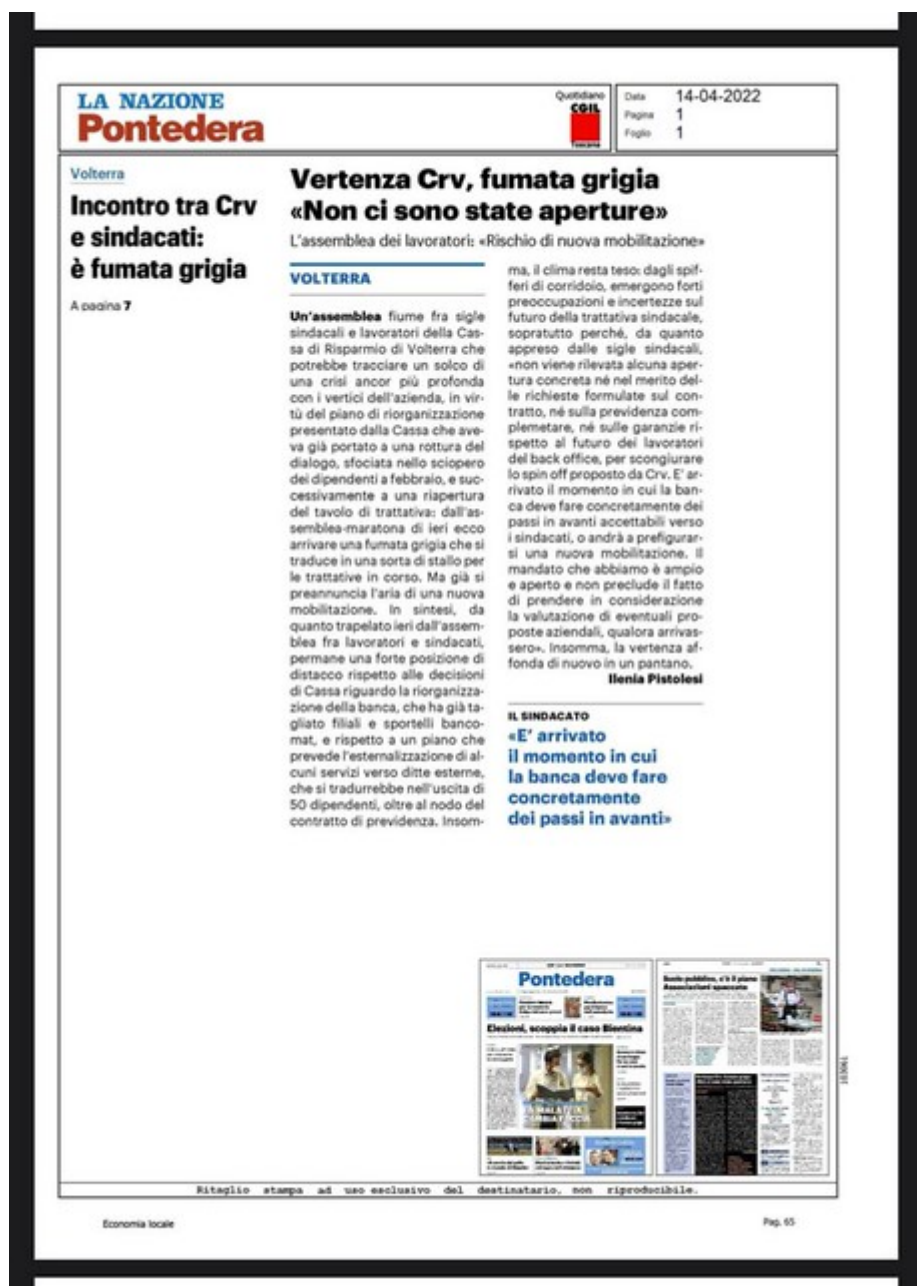 LA NAZIONE
Pontedera
Quotidiano
CGIL
Toscana
Data 14-04-2022
Pagina 1
Foglio 1
Volterra
Incontro tra Crv
e sindacati:
è fumata grigia
A pagina 7
Vertenza Crv, fumata grigia
«Non ci sono state aperture»
L'assemblea dei lavoratori: «Rischio di nuova mobilitazione»
VOLTERRA
Un'assemblea fiume fra sigle
sindacali e lavoratori della Cas-
sa di Risparmio di Volterra che
potrebbe tracciare un solco di
una crisi ancor più profonda
con i vertici dell'azienda, in vir-
tù del piano di riorganizzazione
presentato dalla Cassa che ave-
va già portato a una rottura del
dialogo, sfociata nello sciopero
dei dipendenti a febbraio, e suc-
cessivamente a una riapertura
del tavolo di trattativa: dall'as-
semblea-maratona di ieri ecco
arrivare una fumata grigia che si
traduce in una sorta di stallo per
le trattative in corso. Ma già si
preannuncia l'aria di una nuova
mobilitazione. In sintesi, da
quanto trapelato ieri dall'assem-
blea fra lavoratori e sindacati,
permane una forte posizione di
distacco rispetto alle decisioni
di Cassa riguardo la riorganizza-
zione della banca, che ha già ta-
gliato filiali e sportelli banco-
mat, e rispetto a un piano che
prevede l'esternalizzazione di al-
cuni servizi verso ditte esterne,
che si tradurrebbe nell'uscita di
50 dipendenti, oltre al nodo del
contratto di previdenza. Insom-
ma, il clima resta teso: dagli spif-
feri di corridoio, emergono forti
preoccupazioni e incertezze sul
futuro della trattativa sindacale,
sopratutto perché, da quanto
appreso dalle sigle sindacali,
«non viene rilevata alcuna aper-
tura concreta né nel merito del-
le richieste formulate sul con-
tratto, né sulla previdenza com-
plemetare, né sulle garanzie ri-
spetto al futuro dei lavoratori
del back office, per scongiurare
lo spin off proposto da Crv. E' ar-
rivato il momento in cui la ban-
ca deve fare concretamente dei
passi in avanti accettabili verso
i sindacati, o andrà a prefigurar-
si una nuova mobilitazione. Il
mandato che abbiamo è ampio
e aperto e non preclude il fatto
di prendere in considerazione
la valutazione di eventuali pro-
poste aziendali, qualora arrivas-
sero». Insomma, la vertenza af-
fonda di nuovo in un pantano.
Ilenia Pistolesi
IL SINDACATO
«E' arrivato
il momento in cui
la banca deve fare
concretamente
dei passi in avanti»
Pontedera
Elezioni, scoppia il caso Bientina
Suolo pubblico, c'è il piano
Associazioni spaccate
Ritaglio stampa ad uso esclusivo del destinatario, non riproducibile.
Economia locale
Pag. 65